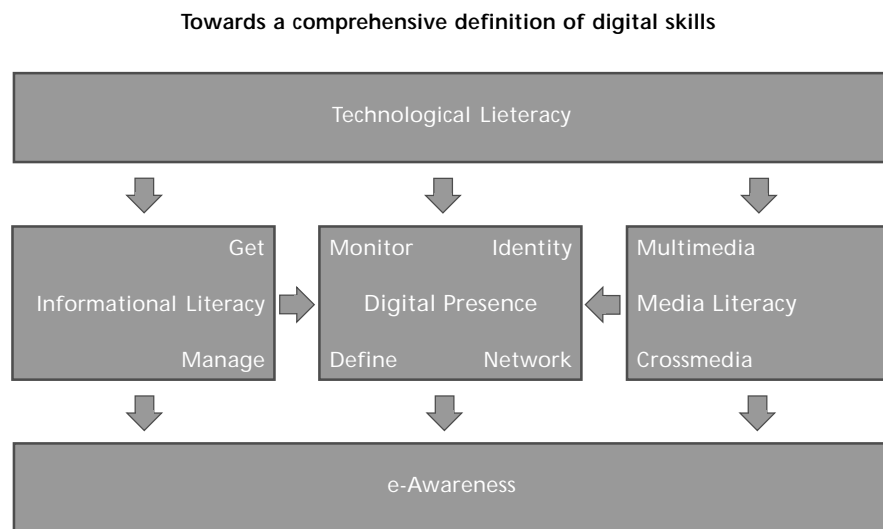 Towards a comprehensive definition of digital skills
Technological Lieteracy
Get
Informational Literacy
Manage
Monitor Identity
Digital Presence
Define Network
Multimedia
Media Literacy
Crossmedia
e-Awareness